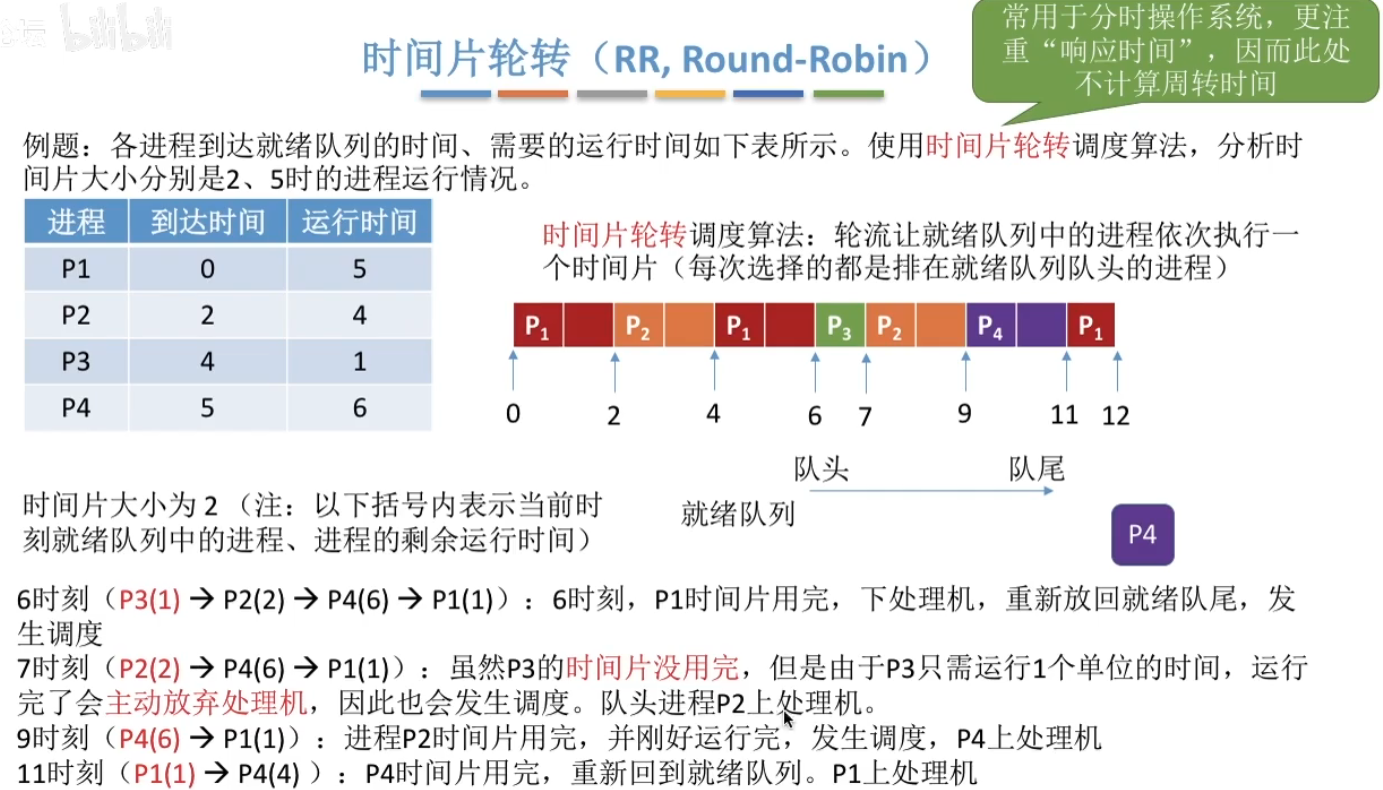 bilibili
常用于分时操作系统，更注
重“响应时间”，因而此处
不计算周转时间
时间片轮转（RR, Round-Robin）
例题：各进程到达就绪队列的时间、需要的运行时间如下表所示。使用时间片轮转调度算法，分析时
间片大小分别是2、5时的进程运行情况。
进程 到达时间 运行时间
P1 0 5
P2 2 4
P3 4 1
P4 5 6
时间片轮转调度算法：轮流让就绪队列中的进程依次执行一
个时间片（每次选择的都是排在就绪队列队头的进程）
P1 P2 P1 P3 P2 P4 P1
0 2 4 6 7 9 11 12
队头 队尾
就绪队列
P4
时间片大小为 2 （注：以下括号内表示当前时
刻就绪队列中的进程、进程的剩余运行时间）
6时刻（P3(1) → P2(2) → P4(6) → P1(1)）：6时刻，P1时间片用完，下处理机，重新放回就绪队尾，发
生调度
7时刻（P2(2) → P4(6) → P1(1)）：虽然P3的时间片没用完，但是由于P3只需运行1个单位的时间，运行
完了会主动放弃处理机，因此也会发生调度。队头进程P2上处理机。
9时刻（P4(6) → P1(1)）：进程P2时间片用完，并刚好运行完，发生调度，P4上处理机
11时刻（P1(1) → P4(4) ）：P4时间片用完，重新回到就绪队列。P1上处理机